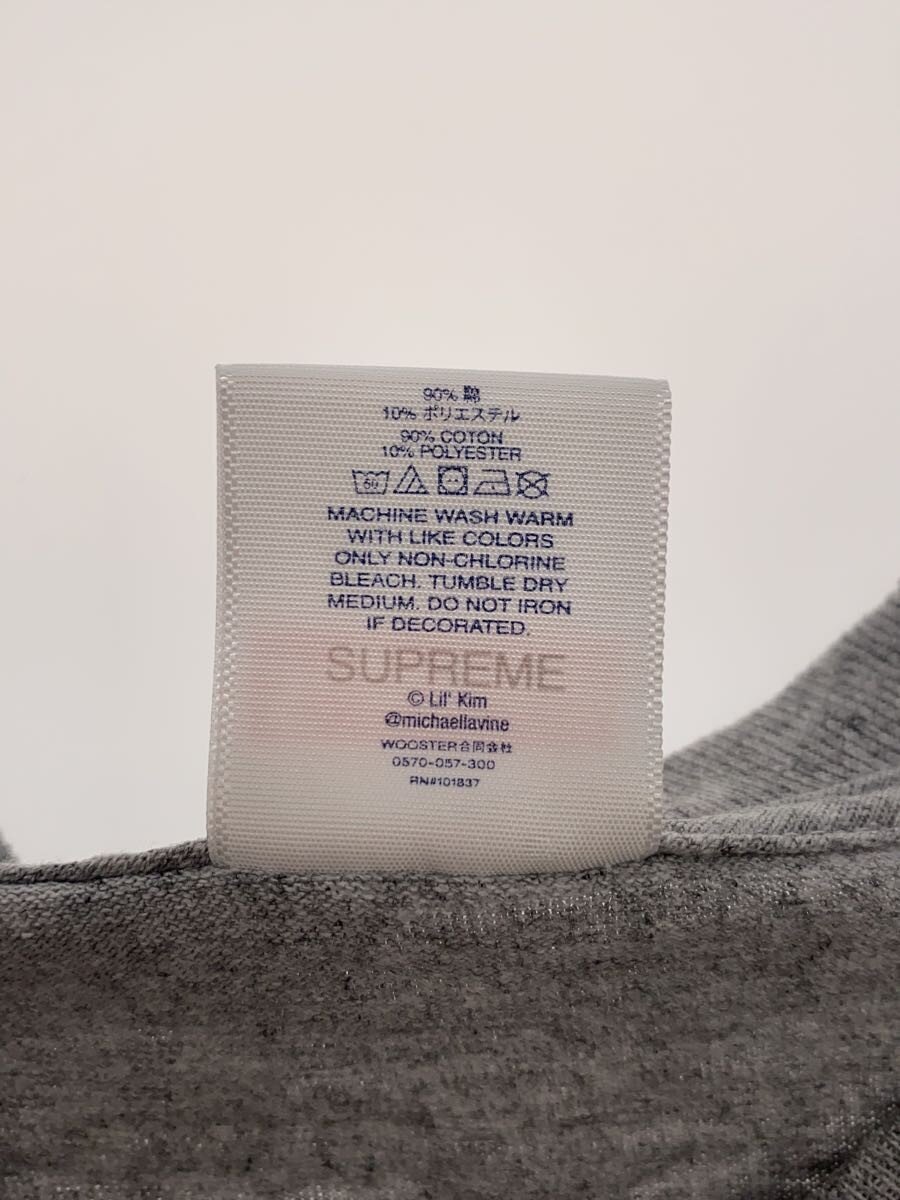 90% 綿
10% ポリエステル
90% COTON
10% POLYESTER
60
MACHINE WASH WARM
WITH LIKE COLORS
ONLY NON-CHLORINE
BLEACH. TUMBLE DRY
MEDIUM. DO NOT IRON
IF DECORATED.
SUPREME
© Lil' Kim
@michaellavine
WOOSTER合同会社
0570-057-300
RN#101837